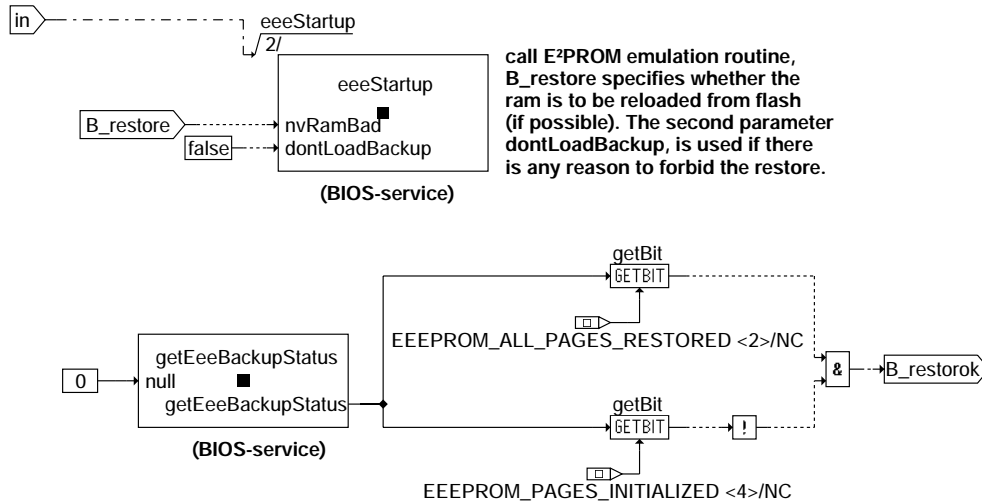 in
eeeStartup
2/
eeeStartup
B_restore
nvRamBad
false
dontLoadBackup
(BIOS-service)
call E²PROM emulation routine,
B_restore specifies whether the
ram is to be reloaded from flash
(if possible). The second parameter
dontLoadBackup, is used if there
is any reason to forbid the restore.
getBit
GETBIT
EEEPROM_ALL_PAGES_RESTORED <2>/NC
getEeeBackupStatus
0
null
getEeeBackupStatus
(BIOS-service)
&
B_restorok
getBit
GETBIT
!
EEEPROM_PAGES_INITIALIZED <4>/NC